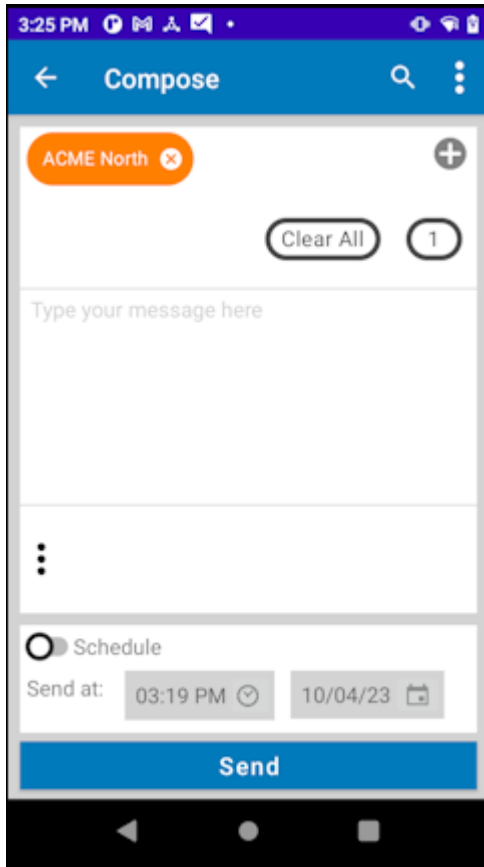 3:25 PM
Compose
ACME North
Clear All
1
Type your message here
Schedule
Send at:
03:19 PM
10/04/23
Send